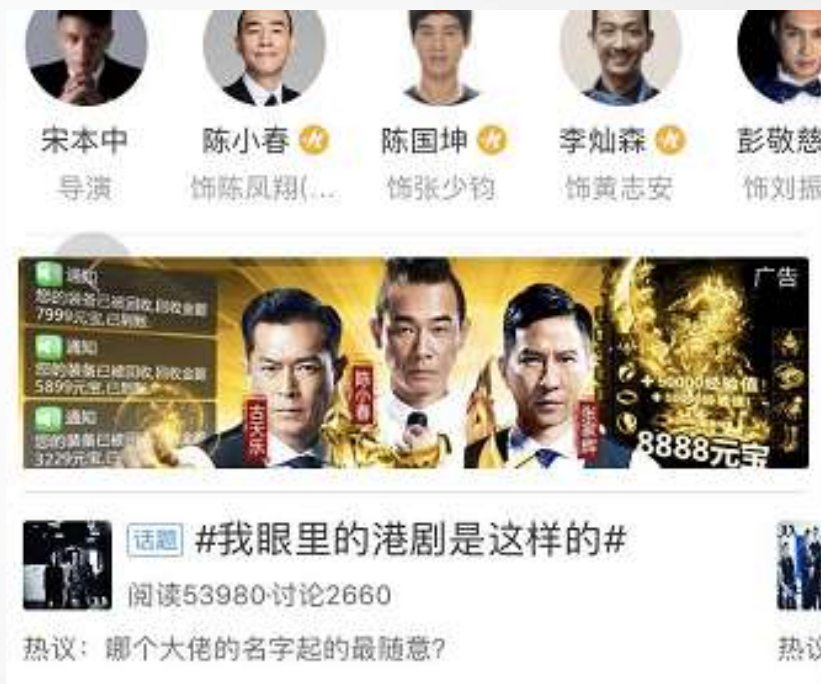 宋本中
陈小春
陈国坤
李灿森
彭敬慈
导演
饰陈凤翔(...
饰张少钧
饰黄志安
饰刘振
广告
通知
您的装备已被回收,回收金额
7999元宝,已到账
通知
您的装备已被回收,回收金额
5899元宝,已到账
通知
您的装备已被
3229元宝,已
古天乐
陈小春
张家辉
+50000经验值!
8888元宝
话题 #我眼里的港剧是这样的#
阅读53980·讨论2660
热议：哪个大佬的名字起的最随意?
热议